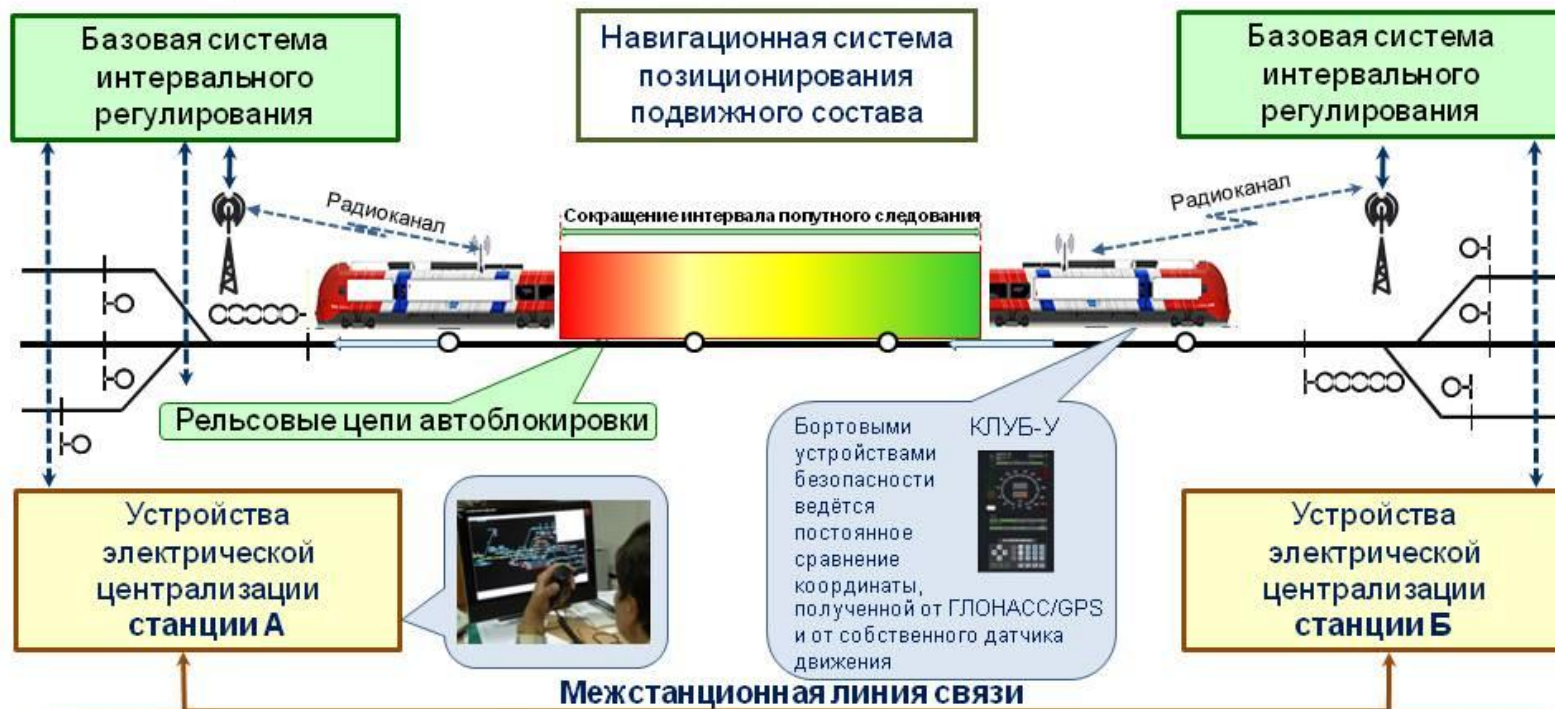 Базовая система
интервального
регулирования
Навигационная система
позиционирования
подвижного состава
Базовая система
интервального
регулирования
Радиоканал
Сокращение интервала попутного следования
Радиоканал
Рельсовые цепи автоблокировки
Бортовыми
устройствами
безопасности
ведётся
постоянное
сравнение
координаты,
полученной от ГЛОНАСС/GPS
и от собственного датчика
движения
КЛУБ-У
Устройства
электрической
централизации
станции А
Устройства
электрической
централизации
станции Б
Межстанционная линия связи